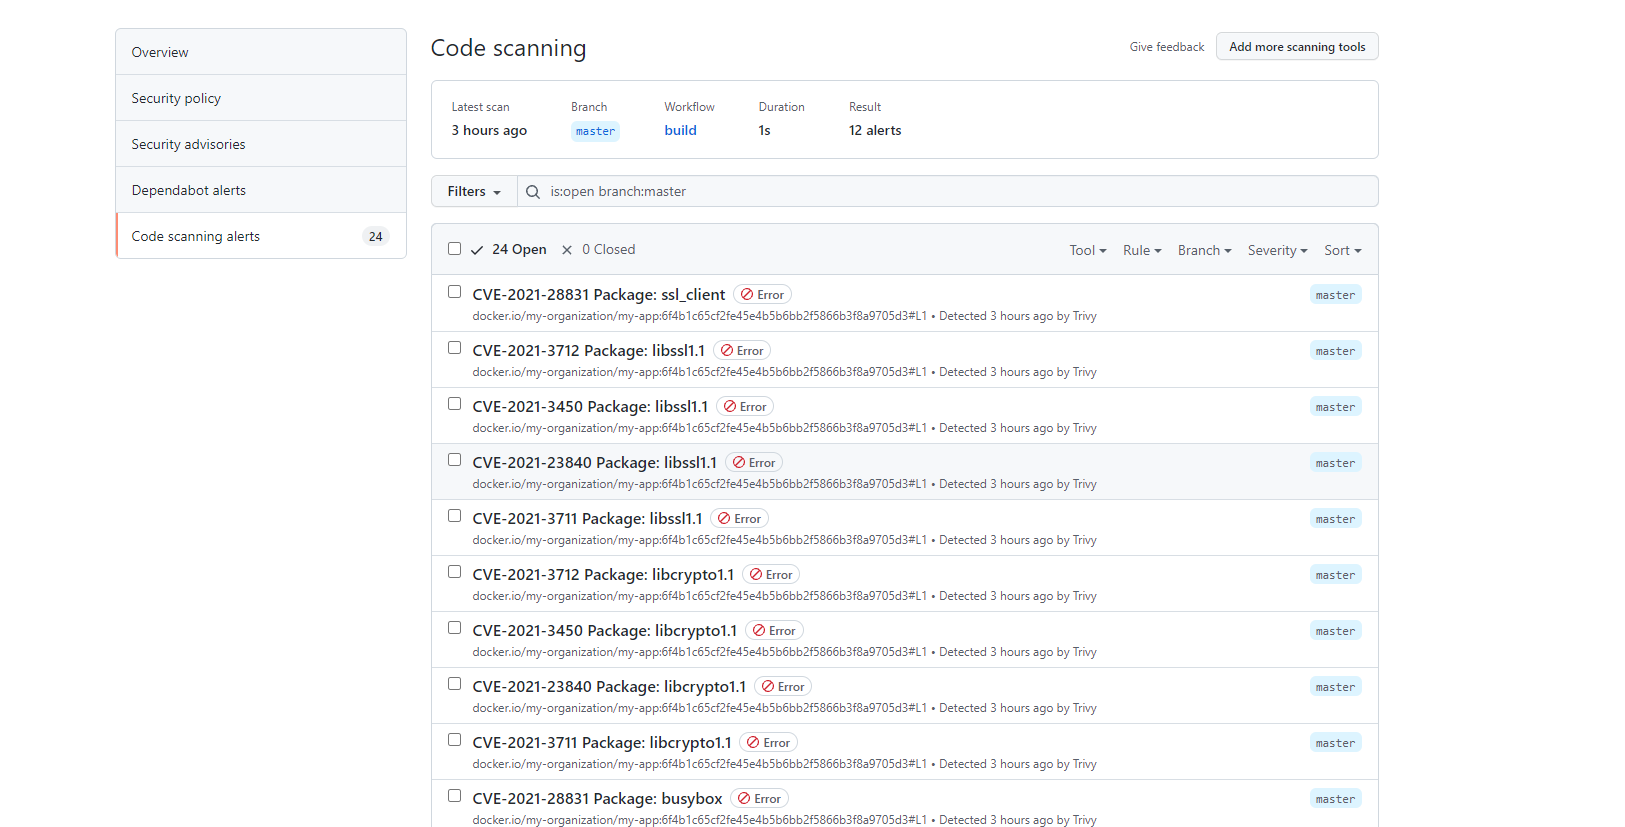 Overview
Security policy
Security advisories
Dependabot alerts
Code scanning alerts 24
Code scanning
Give feedback Add more scanning tools
Latest scan Branch Workflow Duration Result
3 hours ago master build 1s 12 alerts
Filters is:open branch:master
24 Open 0 Closed Tool Rule Branch Severity Sort
CVE-2021-28831 Package: ssl_client Error master
docker.io/my-organization/my-app:6f4b1c65cf2fe45e4b5b6bb2f5866b3f8a9705d3#L1 • Detected 3 hours ago by Trivy
CVE-2021-3712 Package: libssl1.1 Error master
docker.io/my-organization/my-app:6f4b1c65cf2fe45e4b5b6bb2f5866b3f8a9705d3#L1 • Detected 3 hours ago by Trivy
CVE-2021-3450 Package: libssl1.1 Error master
docker.io/my-organization/my-app:6f4b1c65cf2fe45e4b5b6bb2f5866b3f8a9705d3#L1 • Detected 3 hours ago by Trivy
CVE-2021-23840 Package: libssl1.1 Error master
docker.io/my-organization/my-app:6f4b1c65cf2fe45e4b5b6bb2f5866b3f8a9705d3#L1 • Detected 3 hours ago by Trivy
CVE-2021-3711 Package: libssl1.1 Error master
docker.io/my-organization/my-app:6f4b1c65cf2fe45e4b5b6bb2f5866b3f8a9705d3#L1 • Detected 3 hours ago by Trivy
CVE-2021-3712 Package: libcrypto1.1 Error master
docker.io/my-organization/my-app:6f4b1c65cf2fe45e4b5b6bb2f5866b3f8a9705d3#L1 • Detected 3 hours ago by Trivy
CVE-2021-3450 Package: libcrypto1.1 Error master
docker.io/my-organization/my-app:6f4b1c65cf2fe45e4b5b6bb2f5866b3f8a9705d3#L1 • Detected 3 hours ago by Trivy
CVE-2021-23840 Package: libcrypto1.1 Error master
docker.io/my-organization/my-app:6f4b1c65cf2fe45e4b5b6bb2f5866b3f8a9705d3#L1 • Detected 3 hours ago by Trivy
CVE-2021-3711 Package: libcrypto1.1 Error master
docker.io/my-organization/my-app:6f4b1c65cf2fe45e4b5b6bb2f5866b3f8a9705d3#L1 • Detected 3 hours ago by Trivy
CVE-2021-28831 Package: busybox Error master
docker.io/my-organization/my-app:6f4b1c65cf2fe45e4b5b6bb2f5866b3f8a9705d3#L1 • Detected 3 hours ago by Trivy